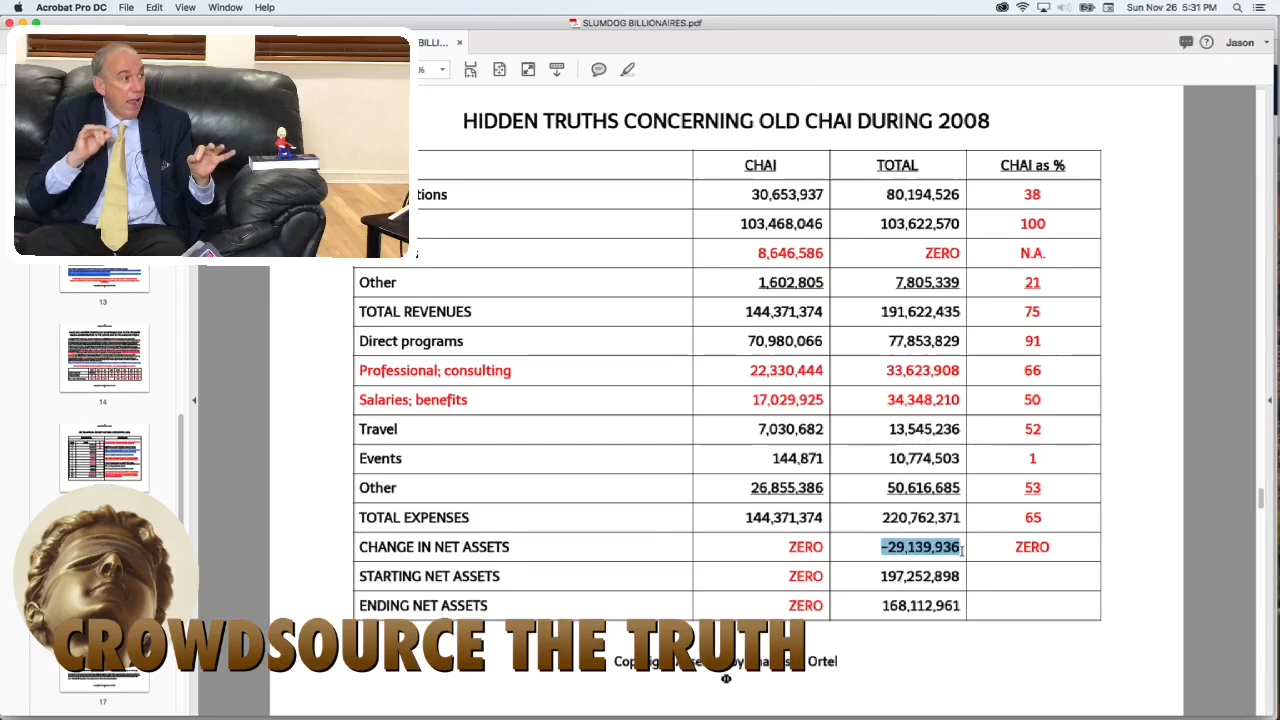 Acrobat Pro DC File Edit View Window Help Sun Nov 26 5:31 PM
SLUMDOG BILLIONAIRES.pdf
BILLI... × Jason
%
HIDDEN TRUTHS CONCERNING OLD CHAI DURING 2008
CHAI TOTAL CHAI as %
tions 30,653,937 80,194,526 38
103,468,046 103,622,570 100
8,646,586 ZERO N.A.
Other 1,602,805 7,805,339 21
TOTAL REVENUES 144,371,374 191,622,435 75
Direct programs 70,980,066 77,853,829 91
Professional; consulting 22,330,444 33,623,908 66
Salaries; benefits 17,029,925 34,348,210 50
Travel 7,030,682 13,545,236 52
Events 144,871 10,774,503 1
Other 26,855,386 50,616,685 53
TOTAL EXPENSES 144,371,374 220,762,371 65
CHANGE IN NET ASSETS ZERO -29,139,936 ZERO
STARTING NET ASSETS ZERO 197,252,898
ENDING NET ASSETS ZERO 168,112,961
Ortel
13
14
17
CROWDSOURCE THE TRUTH